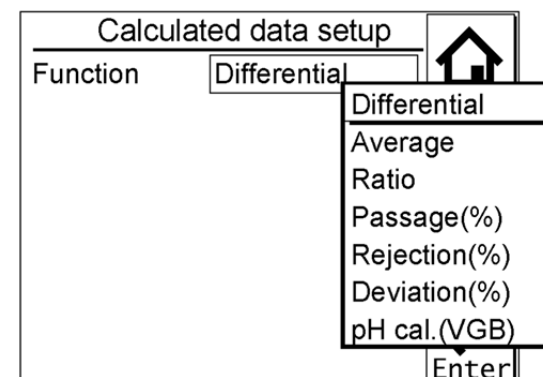 Calculated data setup
Function
Differential
Differential
Average
Ratio
Passage(%)
Rejection(%)
Deviation(%)
pH cal.(VGB)
Enter